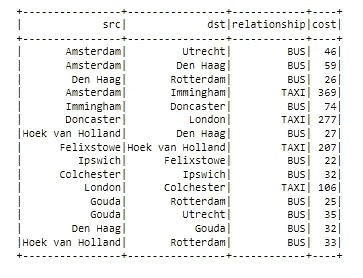 +----------------+----------------+------------+----+
|             src|             dst|relationship|cost|
+----------------+----------------+------------+----+
|       Amsterdam|         Utrecht|         BUS|  46|
|       Amsterdam|        Den Haag|         BUS|  59|
|        Den Haag|       Rotterdam|         BUS|  26|
|       Amsterdam|       Immingham|        TAXI| 369|
|       Immingham|       Doncaster|         BUS|  74|
|       Doncaster|          London|        TAXI| 277|
|Hoek van Holland|        Den Haag|         BUS|  27|
|      Felixstowe|Hoek van Holland|        TAXI| 207|
|         Ipswich|      Felixstowe|         BUS|  22|
|      Colchester|         Ipswich|         BUS|  32|
|          London|      Colchester|        TAXI| 106|
|           Gouda|       Rotterdam|         BUS|  25|
|           Gouda|         Utrecht|         BUS|  35|
|        Den Haag|           Gouda|         BUS|  32|
|Hoek van Holland|       Rotterdam|         BUS|  33|
+----------------+----------------+------------+----+